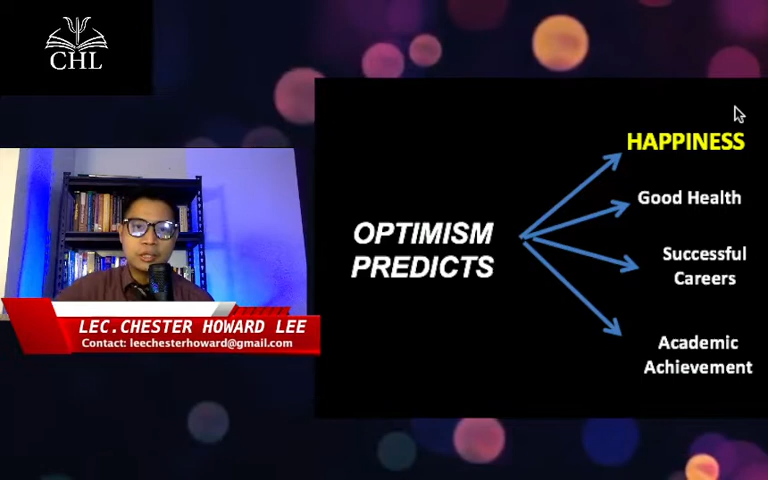 CHL
HAPPINESS
Good Health
OPTIMISM
PREDICTS
Successful
Careers
Academic
Achievement
LEC.CHESTER HOWARD LEE
Contact: leechesterhoward@gmail.com